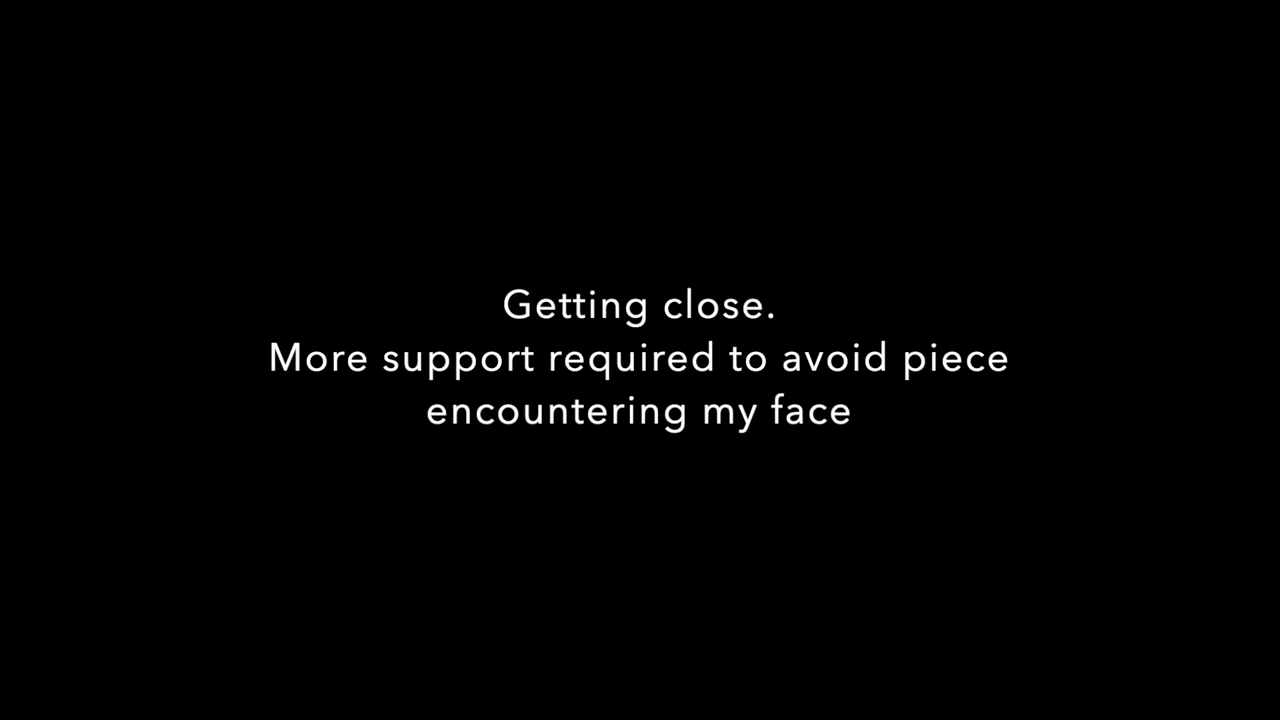 Getting close.
More support required to avoid piece
encountering my face